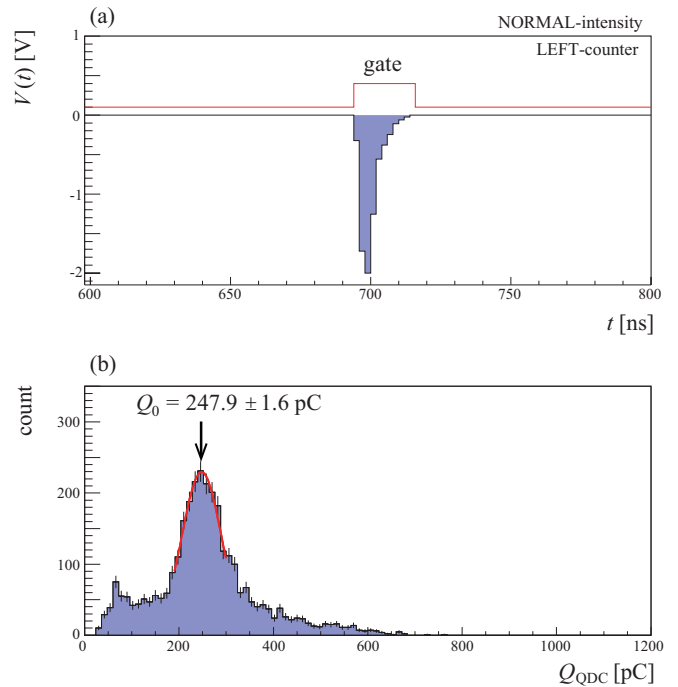 (a)
NORMAL-intensity
LEFT-counter
V(t) [V]
gate
1
0
-1
-2
600
650
700
750
800
t [ns]
(b)
count
Q₀ = 247.9 ± 1.6 pC
300
200
100
0
0
200
400
600
800
1000
1200
Q_QDC [pC]